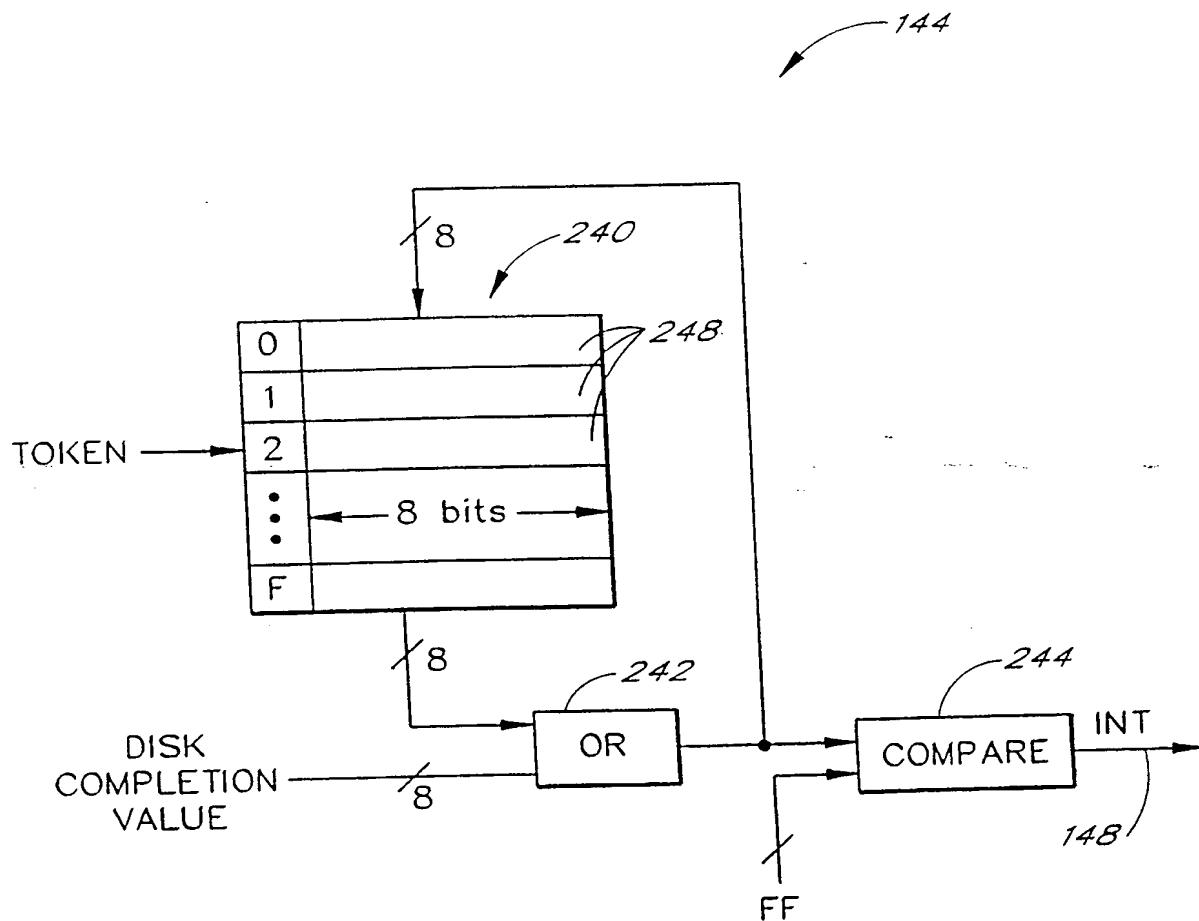 144
8
240
0
248
1
TOKEN
2
8 bits
F
8
242
244
DISK
COMPLETION
VALUE
8
OR
COMPARE
INT
148
FF